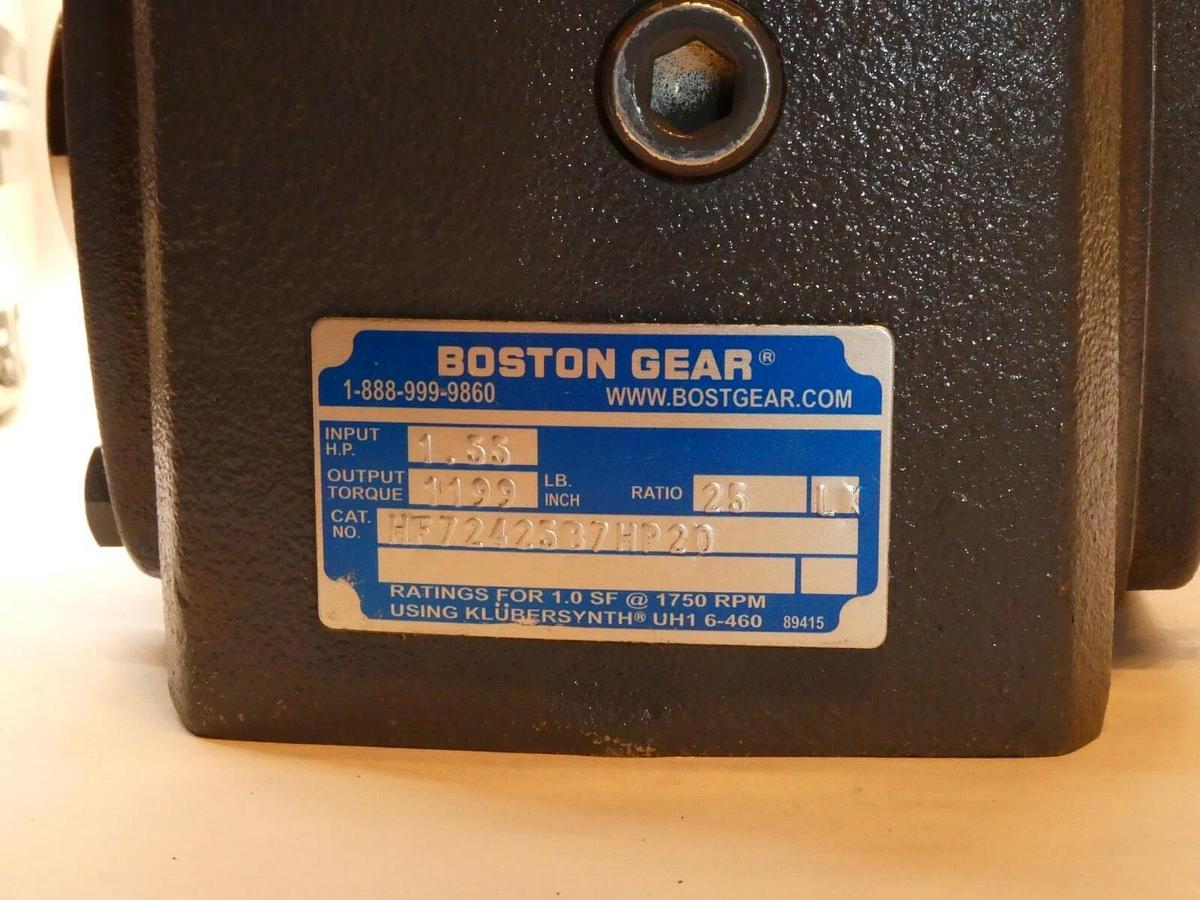 BOSTON GEAR®
1-888-999-9860 WWW.BOSTGEAR.COM
INPUT H.P. 1.55
OUTPUT TORQUE 1199 LB. INCH RATIO 25
CAT. NO. HF7242537HP20
RATINGS FOR 1.0 SF @ 1750 RPM
USING KLÜBERSYNTH® UH1 6-460 89415